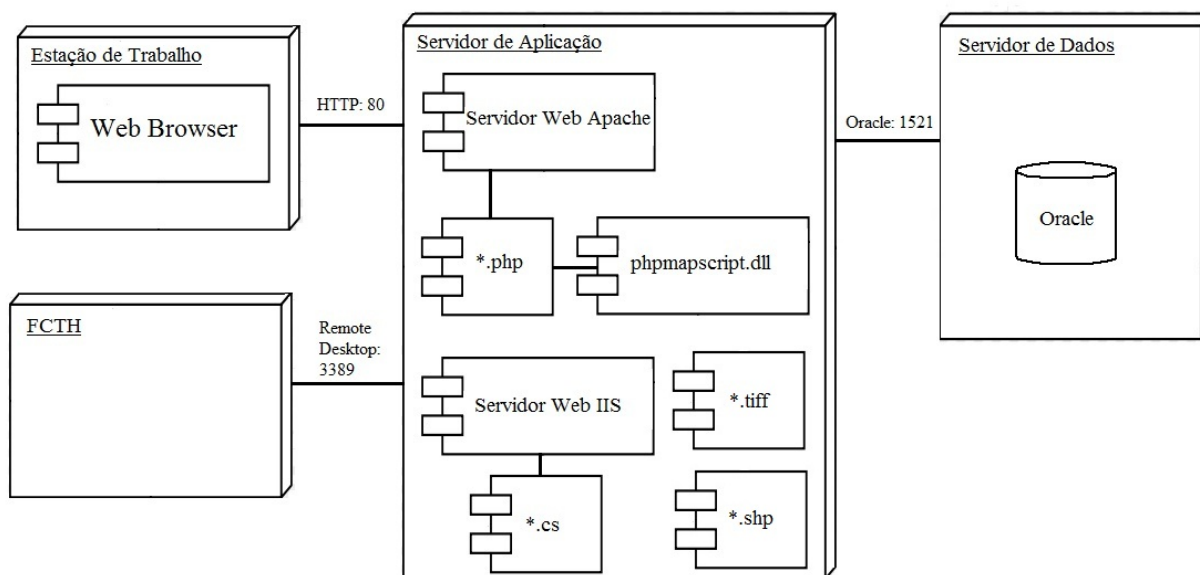 Estação de Trabalho
Web Browser
HTTP: 80
Servidor de Aplicação
Servidor Web Apache
*.php
phpmapscript.dll
Oracle: 1521
Servidor de Dados
Oracle
FCTH
Remote
Desktop:
3389
Servidor Web IIS
*.tiff
*.cs
*.shp